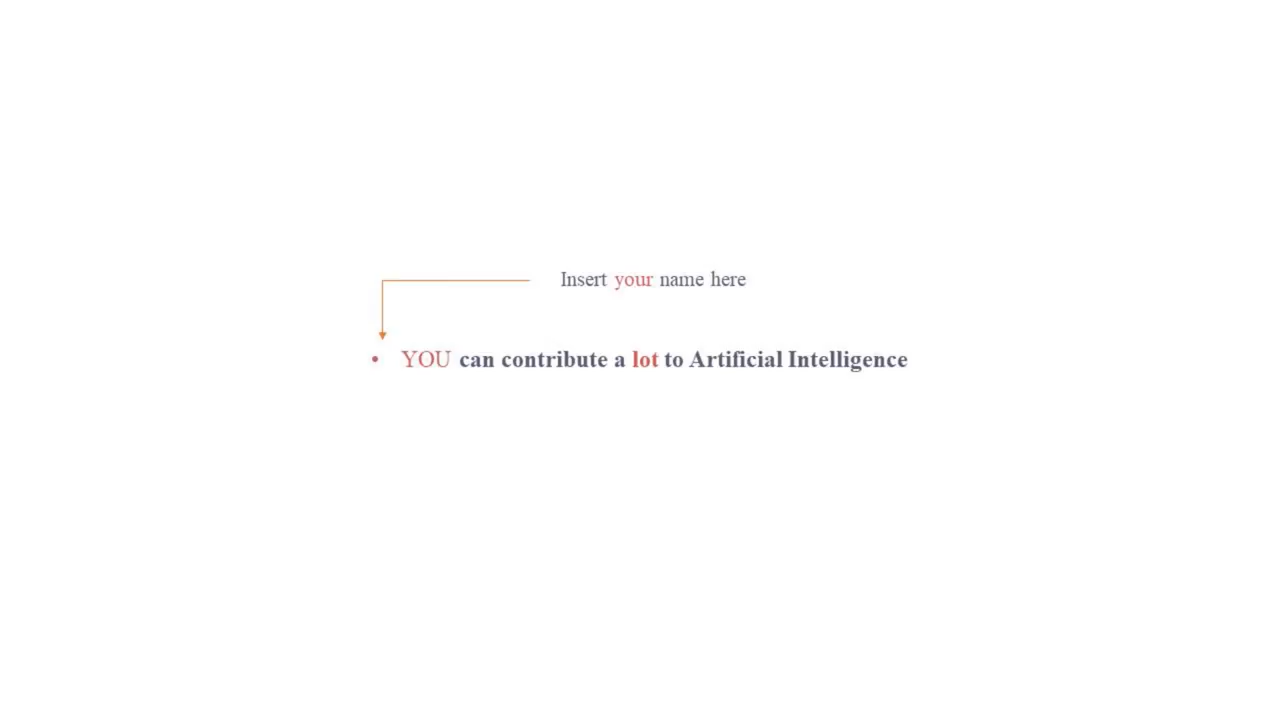 Insert your name here
• YOU can contribute a lot to Artificial Intelligence